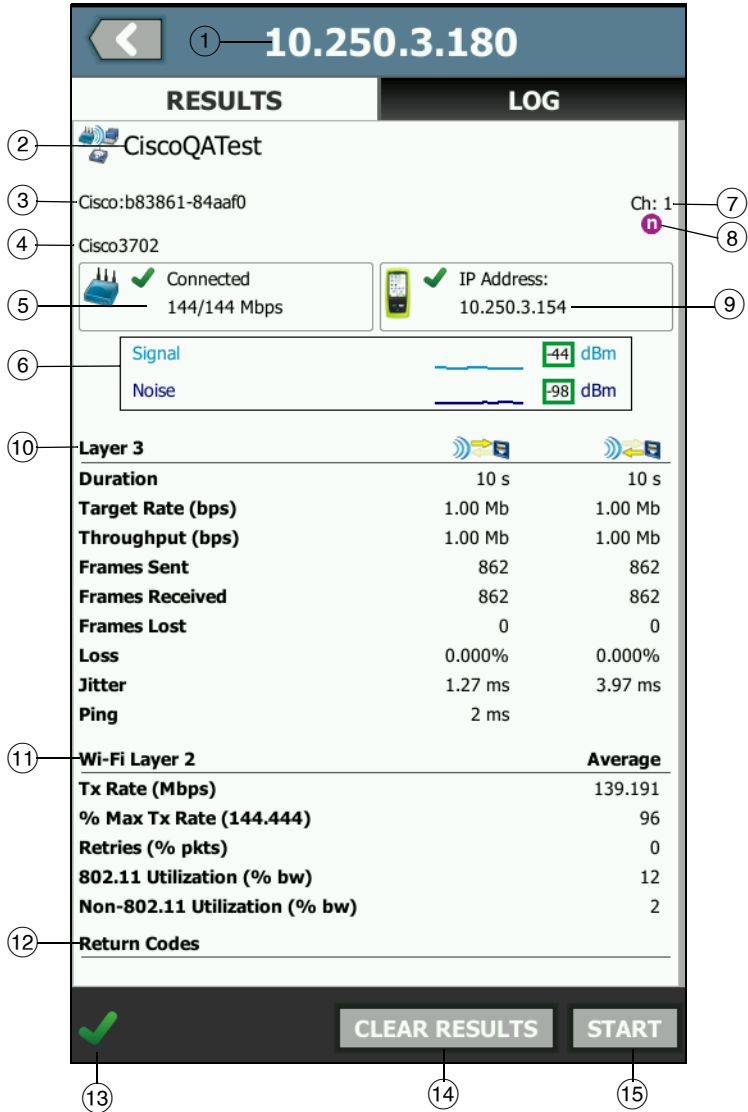 1 10.250.3.180
RESULTS LOG
2 CiscoQATest
3 Cisco:b83861-84aaf0 Ch: 1 7
n 8
4 Cisco3702
Connected IP Address:
5 144/144 Mbps 10.250.3.154 9
6 Signal -44 dBm
Noise -98 dBm
10 Layer 3
Duration 10 s 10 s
Target Rate (bps) 1.00 Mb 1.00 Mb
Throughput (bps) 1.00 Mb 1.00 Mb
Frames Sent 862 862
Frames Received 862 862
Frames Lost 0 0
Loss 0.000% 0.000%
Jitter 1.27 ms 3.97 ms
Ping 2 ms
11 Wi-Fi Layer 2 Average
Tx Rate (Mbps) 139.191
% Max Tx Rate (144.444) 96
Retries (% pkts) 0
802.11 Utilization (% bw) 12
Non-802.11 Utilization (% bw) 2
12 Return Codes
CLEAR RESULTS START
13 14 15